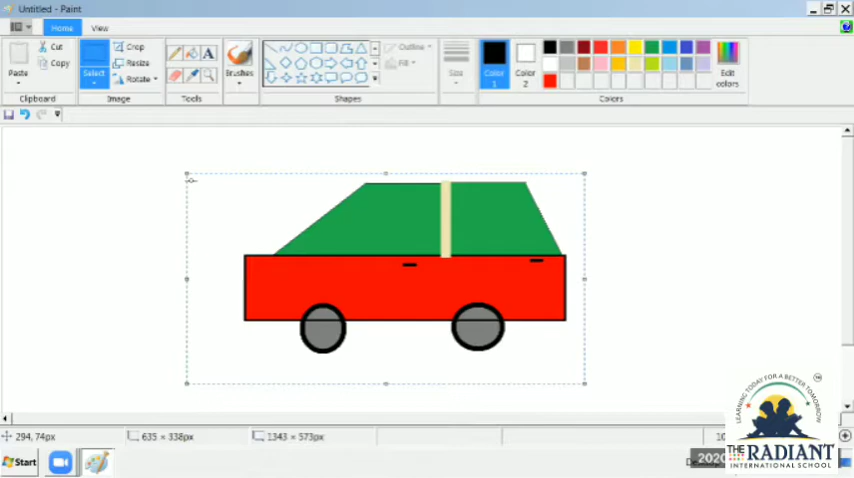 Untitled - Paint
Home
View
Paste
Cut
Copy
Clipboard
Select
Crop
Resize
Rotate
Image
A
Tools
Brushes
Shapes
Outline
Fill
Size
Color
1
Color
2
Edit
colors
Colors
294, 74px
635 × 338px
1343 × 573px
10
Start
2020
LEARNING TODAY FOR A BETTER TOMORROW
THE RADIANT
INTERNATIONAL SCHOOL